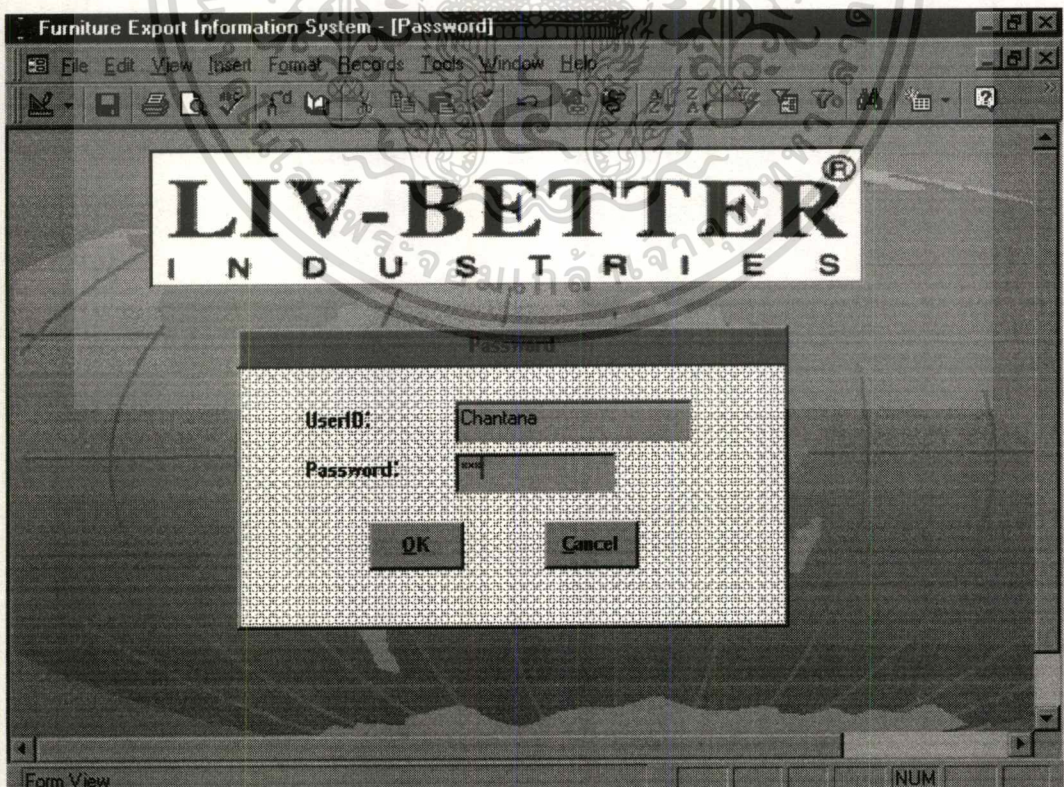 Furniture Export Information System - [Password]
File Edit View Insert Format Records Tools Window Help
LIV-BETTER®
INDUSTRIES
Password
UserID: Chantana
Password: ***
OK Cancel
Form View NUM